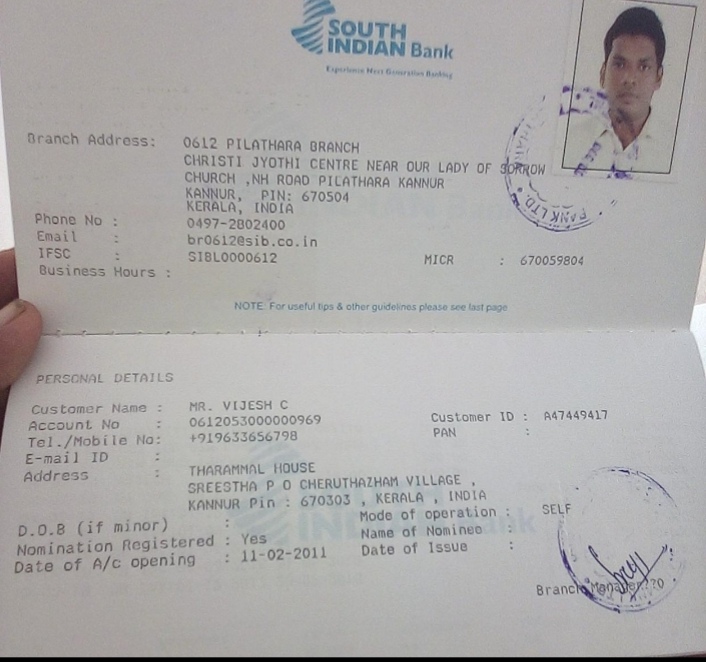 SOUTH
INDIAN Bank
Experience Next Generation Banking
Branch Address: 0612 PILATHARA BRANCH
CHRISTI JYOTHI CENTRE NEAR OUR LADY OF SORROW
CHURCH ,NH ROAD PILATHARA KANNUR
KANNUR, PIN: 670504
KERALA, INDIA
Phone No : 0497-2802400
Email : br0612@sib.co.in
IFSC : SIBL0000612 MICR : 670059804
Business Hours :
BANK LTD.
NOTE: For useful tips & other guidelines please see last page
PERSONAL DETAILS
Customer Name : MR. VIJESH C
Account No : 0612053000000969 Customer ID : A47449417
Tel./Mobile No: +919633656798 PAN :
E-mail ID :
Address : THARAMMAL HOUSE
SREESTHA P O CHERUTHAZHAM VILLAGE ,
KANNUR Pin : 670303 , KERALA , INDIA
D.O.B (if minor) : Mode of operation : SELF
Nomination Registered : Yes Name of Nominee :
Date of A/c opening : 11-02-2011 Date of Issue :
Branch Manager